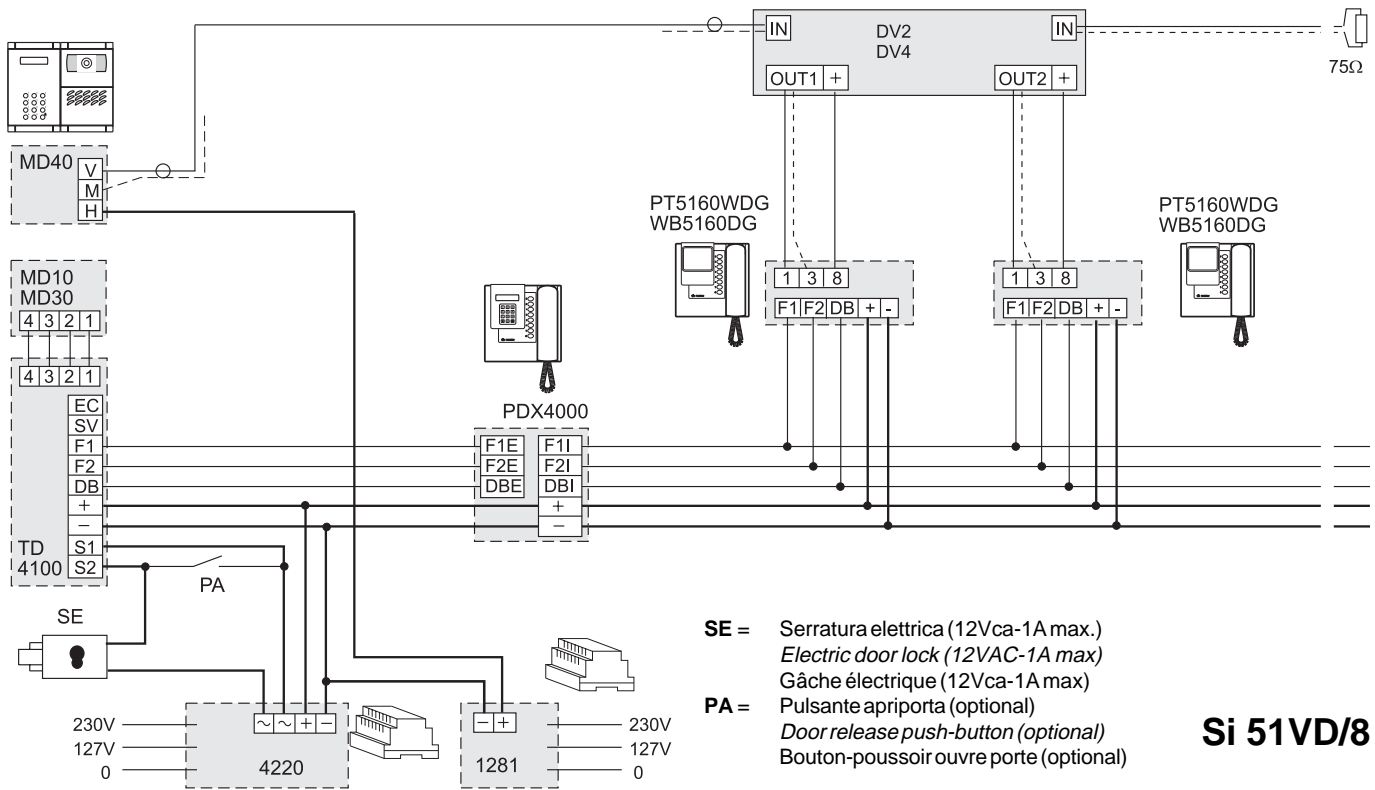 IN
DV2
DV4
IN
OUT1 +
OUT2 +
75Ω
MD40
V
M
H
PT5160WDG
WB5160DG
PT5160WDG
WB5160DG
1 3 8
F1 F2 DB + -
1 3 8
F1 F2 DB + -
MD10
MD30
4 3 2 1
4 3 2 1
EC
SV
F1
F2
DB
+
−
S1
S2
TD
4100
PDX4000
F1E F1I
F2E F2I
DBE DBI
+
−
PA
SE
230V
127V
0
∼ ∼ + −
4220
− +
1281
230V
127V
0
SE = Serratura elettrica (12Vca-1A max.)
Electric door lock (12VAC-1A max)
Gâche électrique (12Vca-1A max)
PA = Pulsante apriporta (optional)
Door release push-button (optional)
Bouton-poussoir ouvre porte (optional)
Si 51VD/8